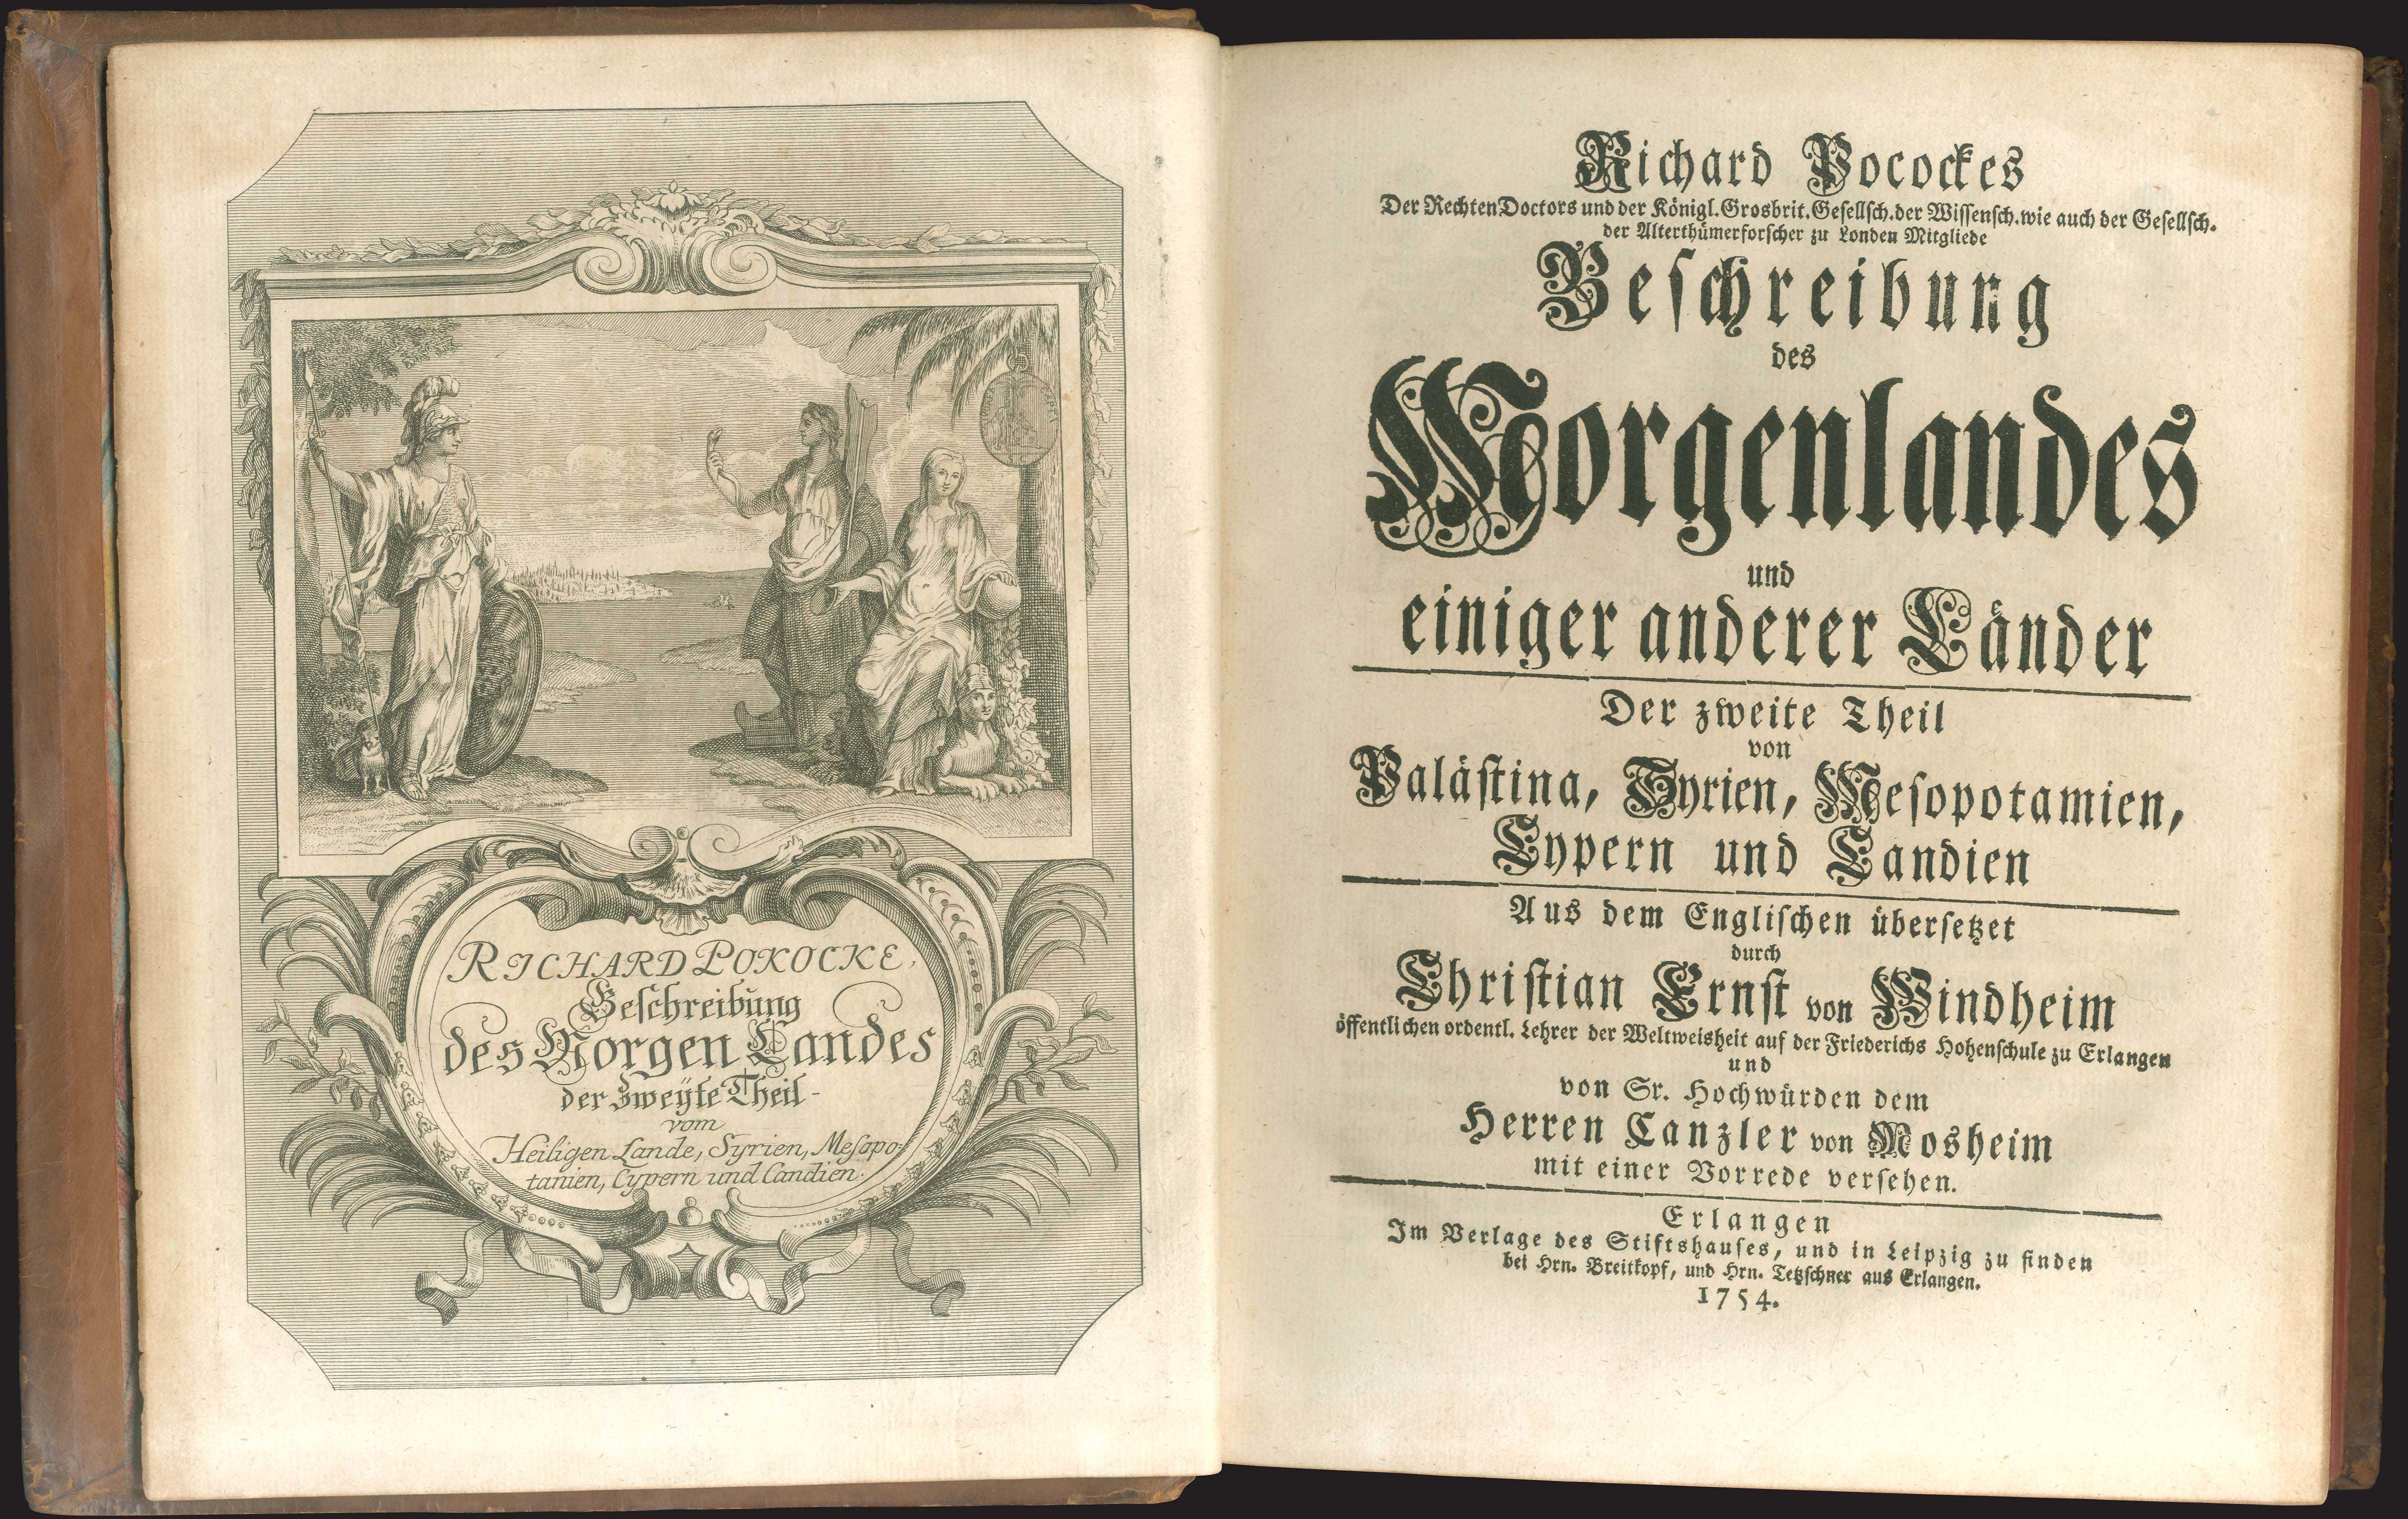 RICHARD POKOCKE,
Beschreibung
des Morgen Landes
der Zweÿte Theil-
vom
Heiligen Lande, Syrien, Mesopo-
tanien, Cypern und Candien.
Richard Pocockes
Der Rechten Doctors und der Königl. Grosbrit. Gesellsch. der Wissensch. wie auch der Gesellsch.
der Alterthümerforscher zu Londen Mitgliede
Beschreibung
des
Morgenlandes
und
einiger anderer Länder
Der zweite Theil
von
Palästina, Syrien, Mesopotamien,
Cypern und Candien
Aus dem Englischen übersetzet
durch
Christian Ernst von Windheim
öffentlichen ordentl. Lehrer der Weltweisheit auf der Friederichs Hohenschule zu Erlangen
und
von Sr. Hochwürden dem
Herren Canzler von Mosheim
mit einer Vorrede versehen.
Erlangen
Im Verlage des Stiftshauses, und in Leipzig zu finden
bei Hrn. Breitkopf, und Hrn. Tetzschner aus Erlangen.
1754.